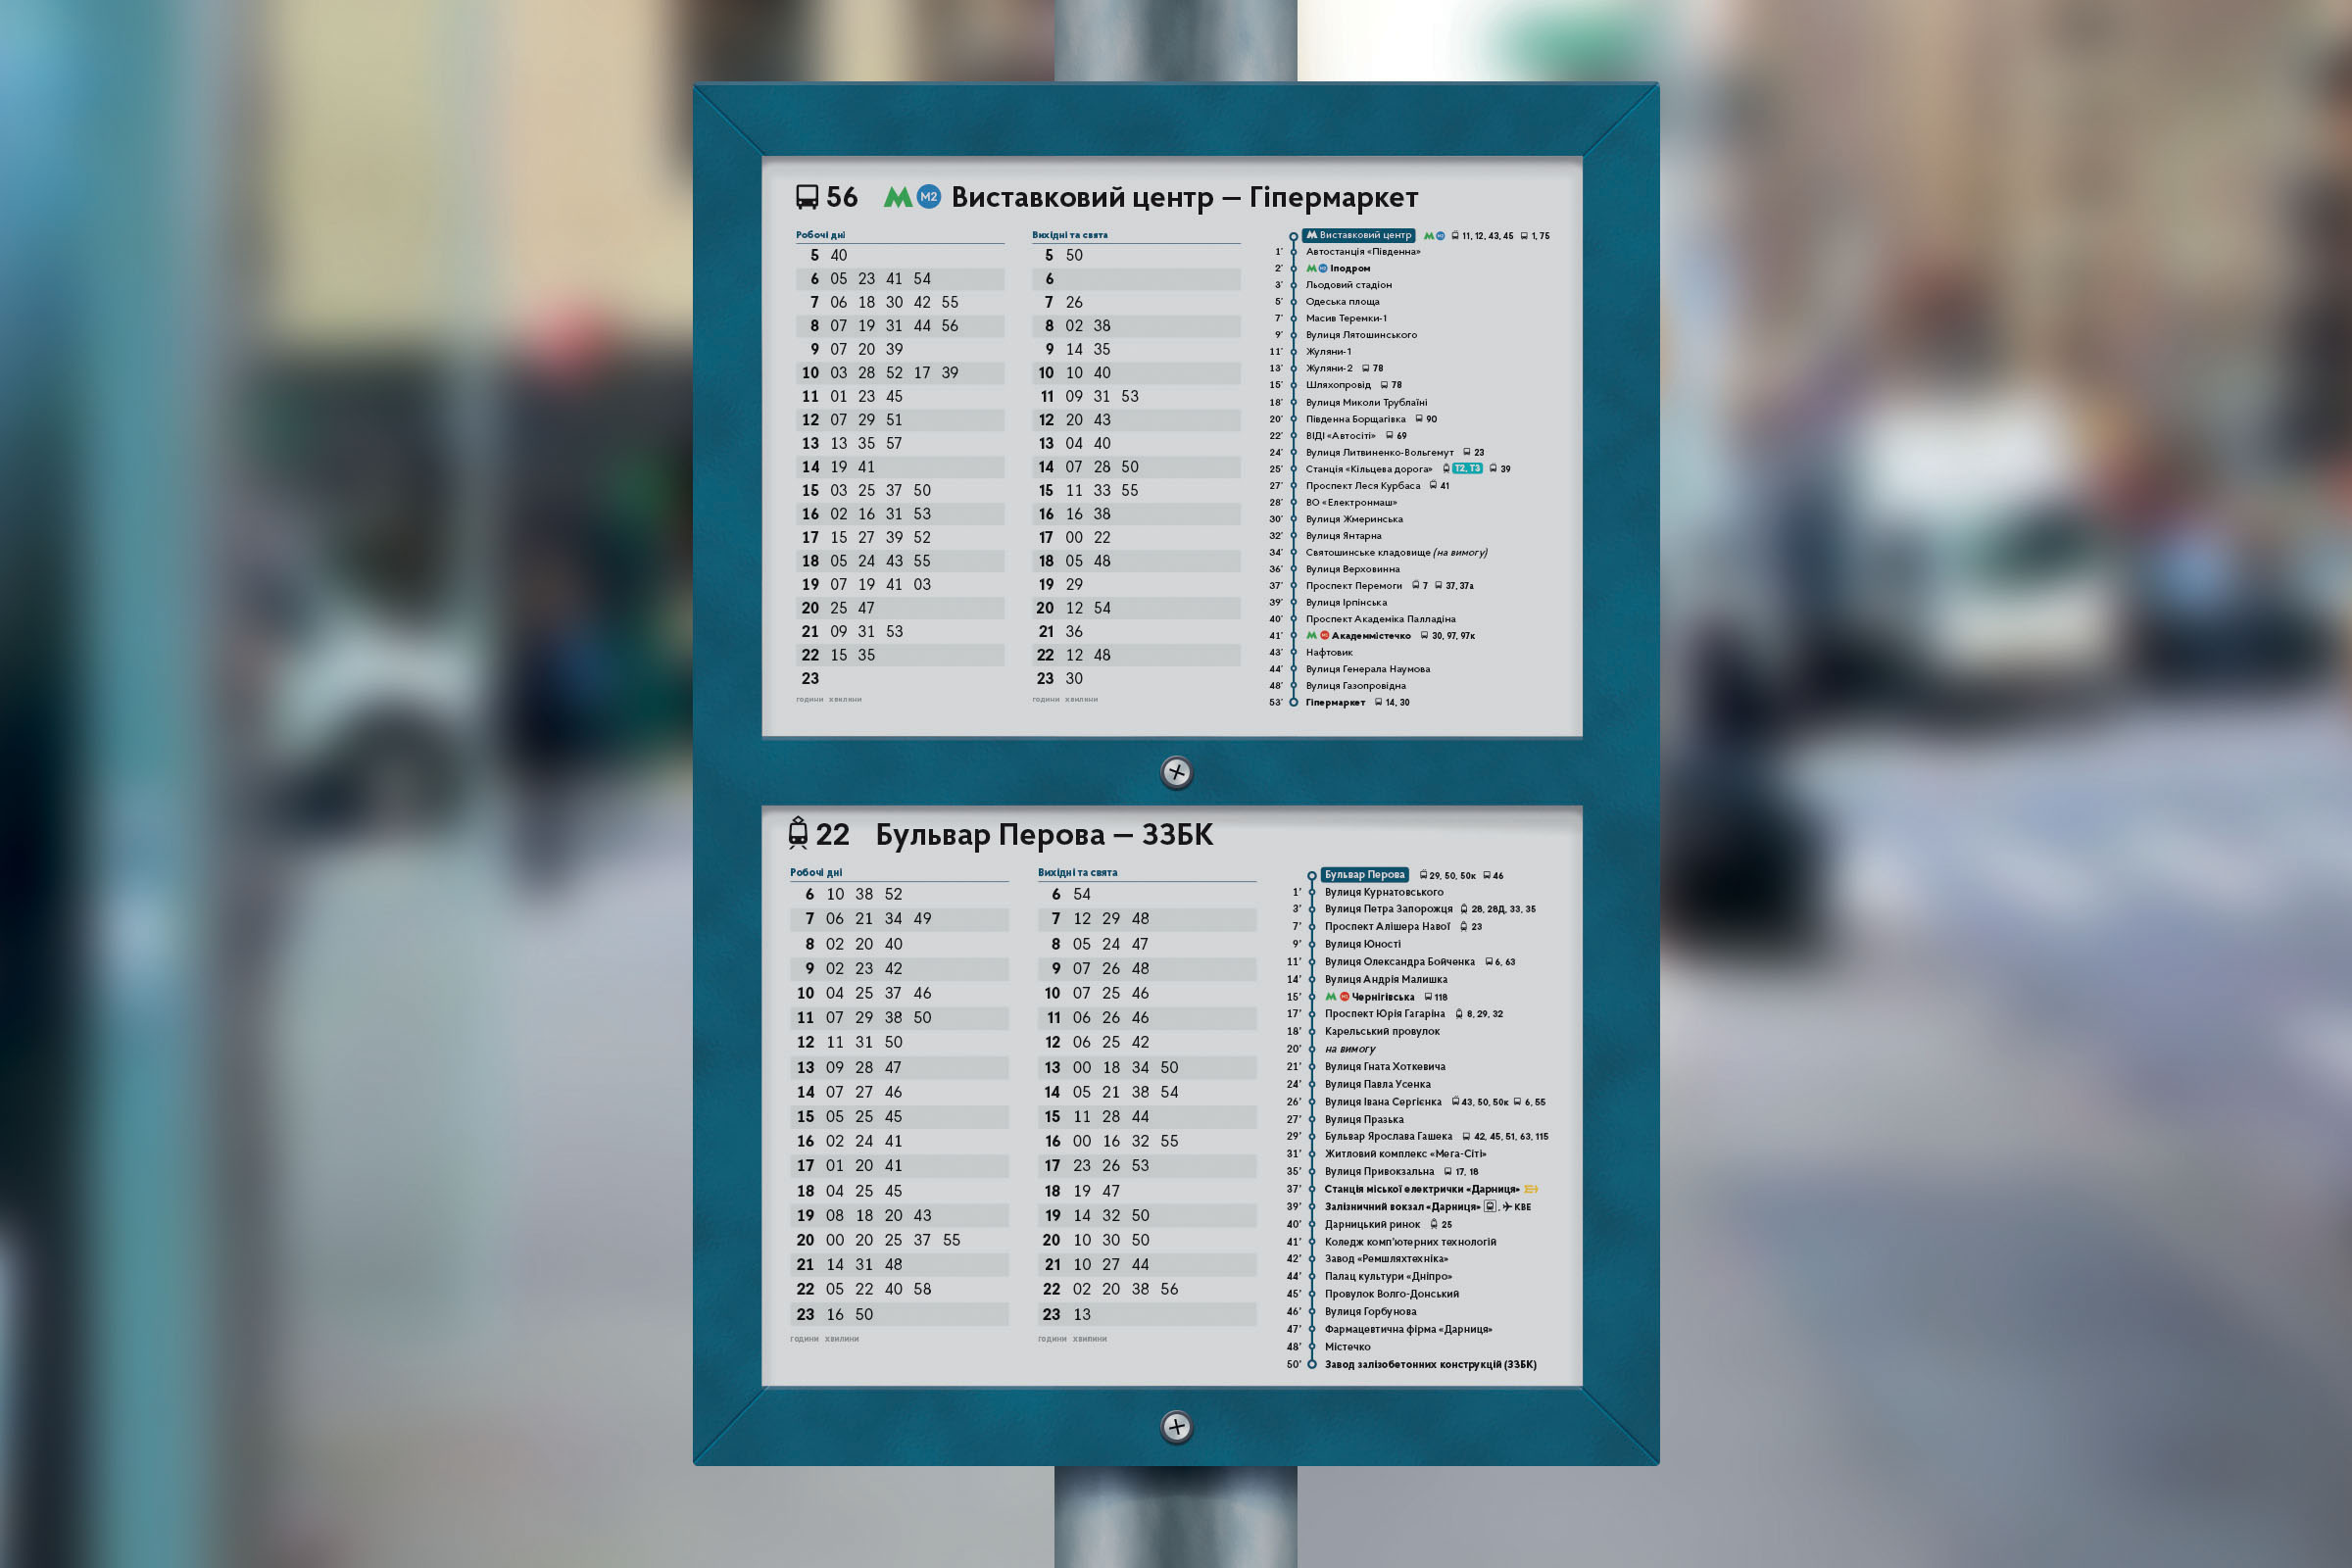 56 M M2 Виставковий центр – Гіпермаркет
Робочі дні
5 40
6 05 23 41 54
7 06 18 30 42 55
8 07 19 31 44 56
9 07 20 39
10 03 28 52 17 39
11 01 23 45
12 07 29 51
13 13 35 57
14 19 41
15 03 25 37 50
16 02 16 31 53
17 15 27 39 52
18 05 24 43 55
19 07 19 41 03
20 25 47
21 09 31 53
22 15 35
23
години хвилини
Вихідні та свята
5 50
6
7 26
8 02 38
9 14 35
10 10 40
11 09 31 53
12 20 43
13 04 40
14 07 28 50
15 11 33 55
16 16 38
17 00 22
18 05 48
19 29
20 12 54
21 36
22 12 48
23 30
години хвилини
M Виставковий центр M M2 11, 12, 43, 45 1, 75
1' Автостанція «Південна»
2' M M2 Іподром
3' Льодовий стадіон
5' Одеська площа
7' Масив Теремки-1
9' Вулиця Лятошинського
11' Жуляни-1
13' Жуляни-2 78
15' Шляхопровід 78
18' Вулиця Миколи Трублаїні
20' Південна Борщагівка 90
22' ВІДІ «Автосіті» 69
24' Вулиця Литвиненко-Вольгемут 23
25' Станція «Кільцева дорога» Т2, Т3 39
27' Проспект Леся Курбаса 41
28' ВО «Електронмаш»
30' Вулиця Жмеринська
32' Вулиця Янтарна
34' Святошинське кладовище (на вимогу)
36' Вулиця Верховинна
37' Проспект Перемоги 7 37, 37а
39' Вулиця Ірпінська
40' Проспект Академіка Палладіна
41' M M1 Академмістечко 30, 97, 97к
43' Нафтовик
44' Вулиця Генерала Наумова
48' Вулиця Газопровідна
53' Гіпермаркет 14, 30
22 Бульвар Перова – ЗЗБК
Робочі дні
6 10 38 52
7 06 21 34 49
8 02 20 40
9 02 23 42
10 04 25 37 46
11 07 29 38 50
12 11 31 50
13 09 28 47
14 07 27 46
15 05 25 45
16 02 24 41
17 01 20 41
18 04 25 45
19 08 18 20 43
20 00 20 25 37 55
21 14 31 48
22 05 22 40 58
23 16 50
години хвилини
Вихідні та свята
6 54
7 12 29 48
8 05 24 47
9 07 26 48
10 07 25 46
11 06 26 46
12 06 25 42
13 00 18 34 50
14 05 21 38 54
15 11 28 44
16 00 16 32 55
17 23 26 53
18 19 47
19 14 32 50
20 10 30 50
21 10 27 44
22 02 20 38 56
23 13
години хвилини
Бульвар Перова 29, 50, 50к 46
1' Вулиця Курнатовського
3' Вулиця Петра Запорожця 28, 28Д, 33, 35
7' Проспект Алішера Навої 23
9' Вулиця Юності
11' Вулиця Олександра Бойченка 6, 63
14' Вулиця Андрія Малишка
15' M M1 Чернігівська 118
17' Проспект Юрія Гагаріна 8, 29, 32
18' Карельський провулок
20' на вимогу
21' Вулиця Гната Хоткевича
24' Вулиця Павла Усенка
26' Вулиця Івана Сергієнка 43, 50, 50к 6, 55
27' Вулиця Празька
29' Бульвар Ярослава Гашека 42, 45, 51, 63, 115
31' Житловий комплекс «Мега-Сіті»
35' Вулиця Привокзальна 17, 18
37' Станція міської електрички «Дарниця»
39' Залізничний вокзал «Дарниця» , КВЕ
40' Дарницький ринок 25
41' Коледж комп'ютерних технологій
42' Завод «Ремшляхтехніка»
44' Палац культури «Дніпро»
45' Провулок Волго-Донський
46' Вулиця Горбунова
47' Фармацевтична фірма «Дарниця»
48' Містечко
50' Завод залізобетонних конструкцій (ЗЗБК)